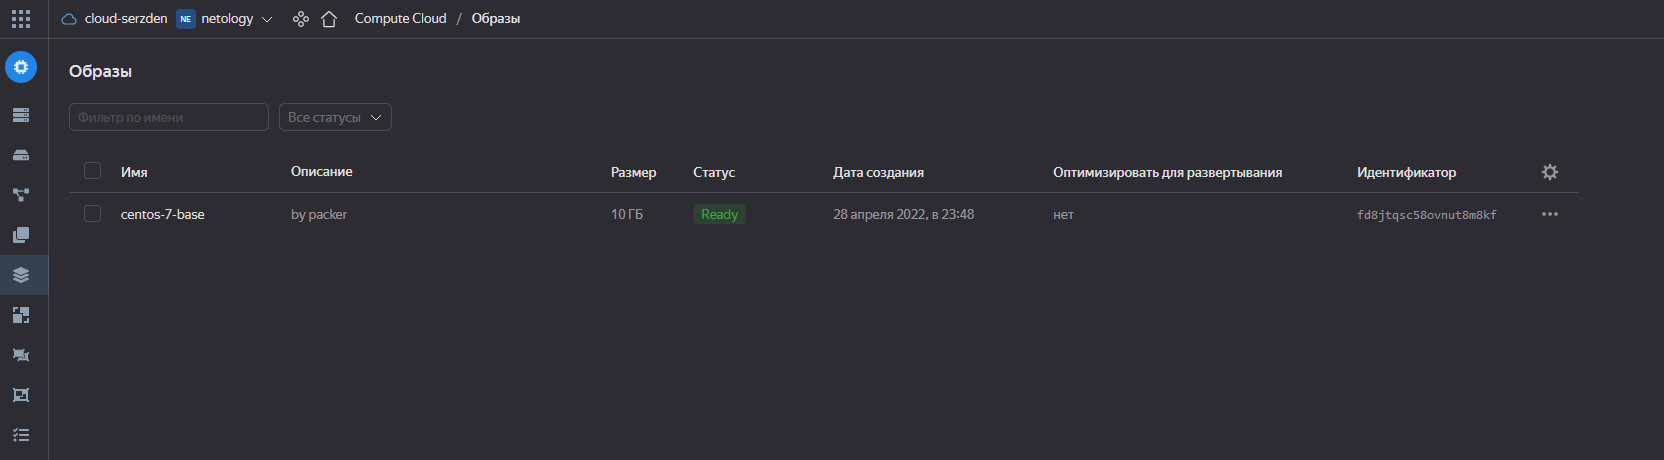 cloud-serzden NE netology Compute Cloud / Образы
Образы
Фильтр по имени Все статусы
Имя Описание Размер Статус Дата создания Оптимизировать для развертывания Идентификатор
centos-7-base by packer 10 ГБ Ready 28 апреля 2022, в 23:48 нет fd8jtqsc58ovnut8m8kf